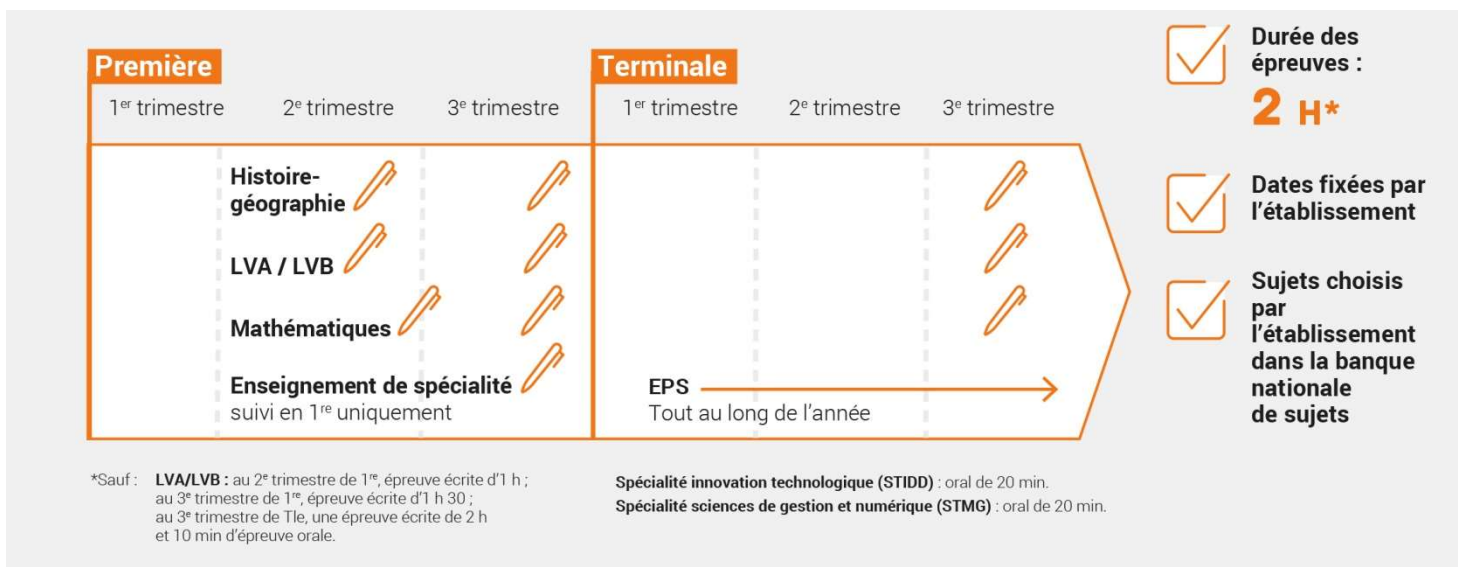 Première
Terminale
1er trimestre
2e trimestre
3e trimestre
1er trimestre
2e trimestre
3e trimestre
Histoire-
géographie
LVA / LVB
Mathématiques
Enseignement de spécialité
suivi en 1re uniquement
EPS
Tout au long de l'année
Durée des
épreuves :
2 H*
Dates fixées par
l'établissement
Sujets choisis
par
l'établissement
dans la banque
nationale
de sujets
*Sauf : LVA/LVB : au 2e trimestre de 1re, épreuve écrite d'1 h ;
au 3e trimestre de 1re, épreuve écrite d'1 h 30 ;
au 3e trimestre de Tle, une épreuve écrite de 2 h
et 10 min d'épreuve orale.
Spécialité innovation technologique (STIDD) : oral de 20 min.
Spécialité sciences de gestion et numérique (STMG) : oral de 20 min.